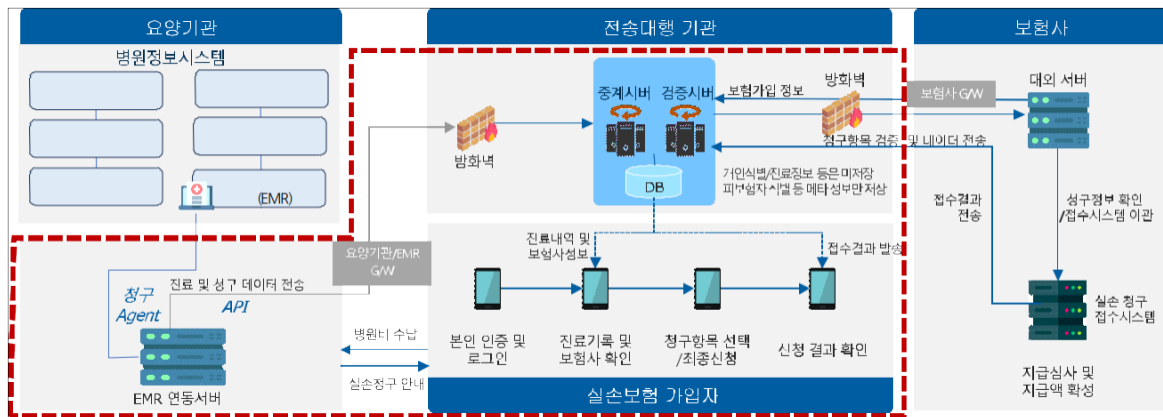 요양기관
병원정보시스템
(EMR)
청구
Agent
진료 및 청구 데이터 전송
API
EMR 연동서버
요양기관/EMR
G/W
병원비 수납
실손청구 안내
전송대행 기관
방화벽
중계시버
검증시버
DB
보험가입 정보
방화벽
청구항목 검증 및 데이터 전송
개인식별/진료정보 등은 미저장
피보험자 시별 등 메타 정보만 저장
진료내역 및
보험사정보
접수결과 발송
본인 인증 및
로그인
진료기록 및
보험사 확인
청구항목 선택
/최종신청
신청 결과 확인
실손보험 가입자
보험사
보험사 G/W
대외 서버
접수결과
전송
청구정보 확인
/접수시스템 이관
실손 청구
접수시스템
지급심사 및
지급액 확정